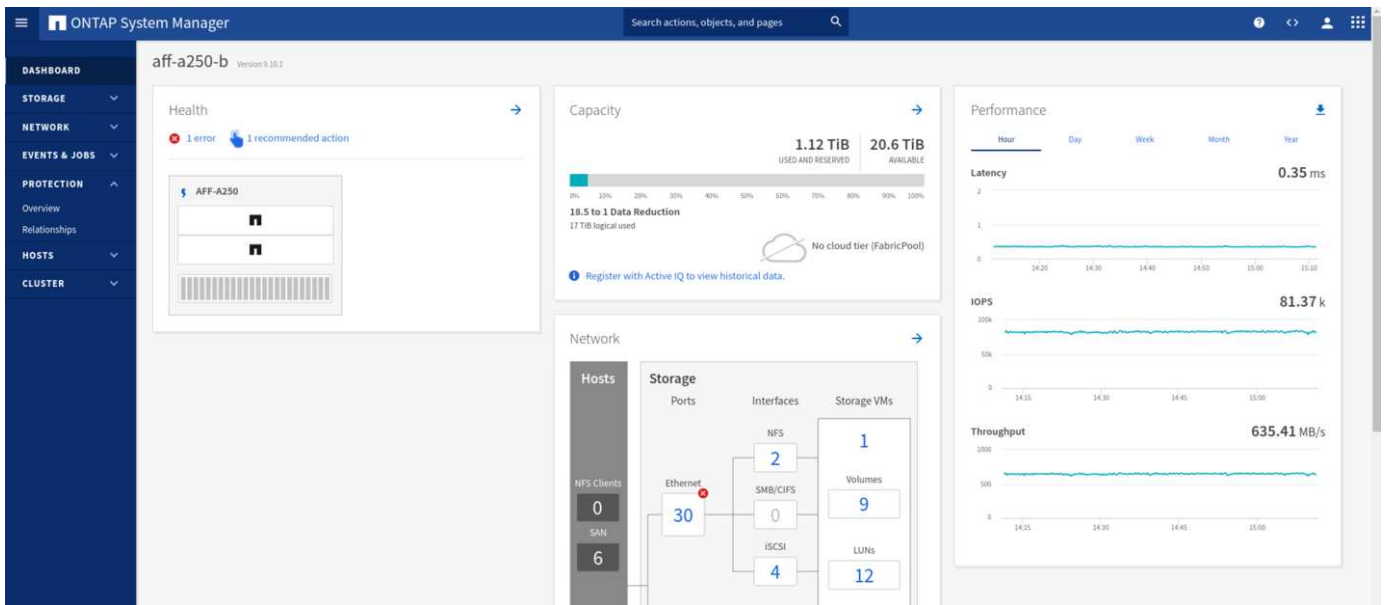 ONTAP System Manager
Search actions, objects, and pages
DASHBOARD
STORAGE
NETWORK
EVENTS & JOBS
PROTECTION
Overview
Relationships
HOSTS
CLUSTER
aff-a250-b Version 9.10.1
Health
1 error 1 recommended action
AFF-A250
Capacity
1.12 TiB 20.6 TiB
USED AND RESERVED AVAILABLE
0% 10% 20% 30% 40% 50% 60% 70% 80% 90% 100%
18.5 to 1 Data Reduction
17 TiB logical used
No cloud tier (FabricPool)
Register with Active IQ to view historical data.
Network
Hosts
NFS Clients
0
SAN
6
Storage
Ports Interfaces Storage VMs
Ethernet
30
NFS
2
SMB/CIFS
0
iSCSI
4
1
Volumes
9
LUNs
12
Performance
Hour Day Week Month Year
Latency 0.35 ms
2
1
0
14:20 14:30 14:40 14:50 15:00 15:10
IOPS 81.37 k
100k
50k
0
14:15 14:30 14:45 15:00
Throughput 635.41 MB/s
1000
500
0
14:15 14:30 14:45 15:00